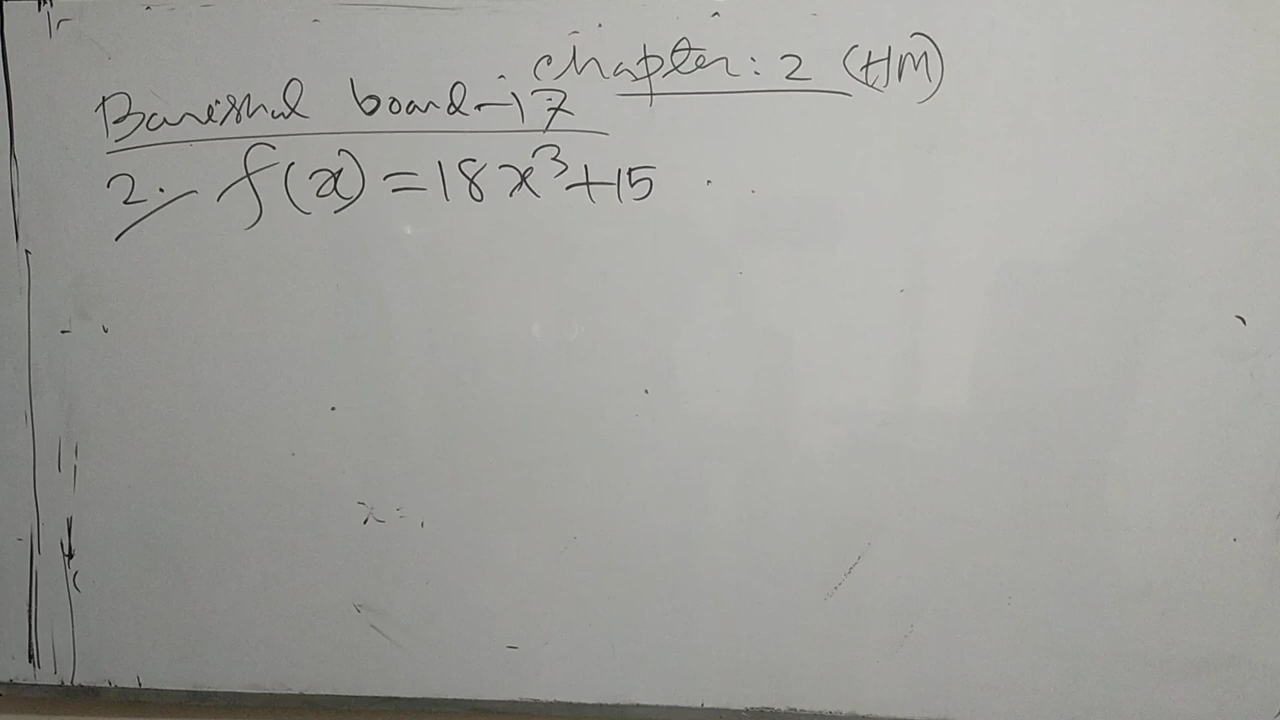 chapter: 2 (HM)
Barishal board-17
2. f(x) = 18x³+15
x =